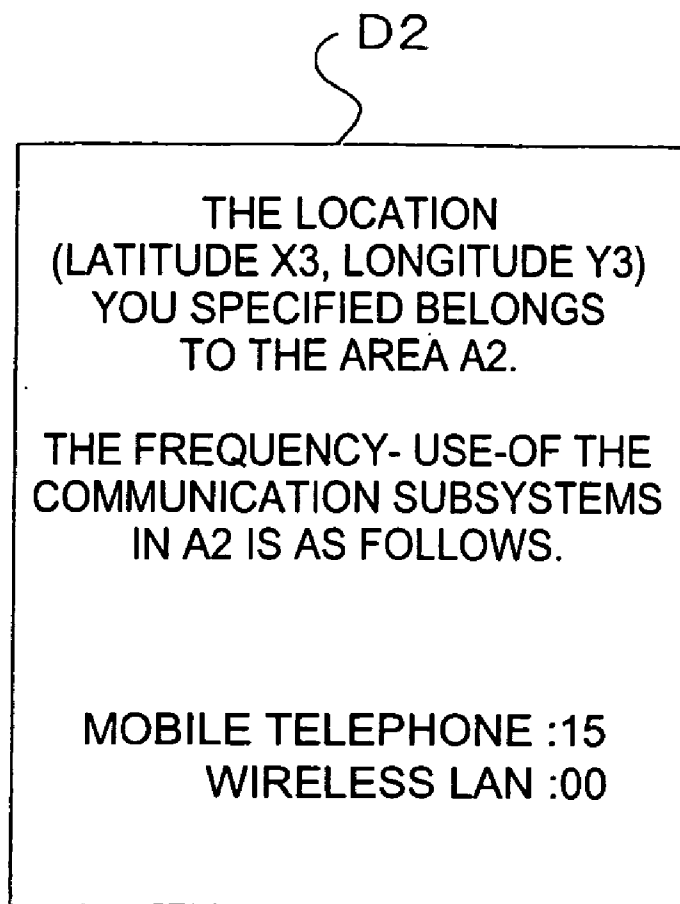 D2
THE LOCATION
(LATITUDE X3, LONGITUDE Y3)
YOU SPECIFIED BELONGS
TO THE AREA A2.
THE FREQUENCY- USE-OF THE
COMMUNICATION SUBSYSTEMS
IN A2 IS AS FOLLOWS.
MOBILE TELEPHONE :15
WIRELESS LAN :00